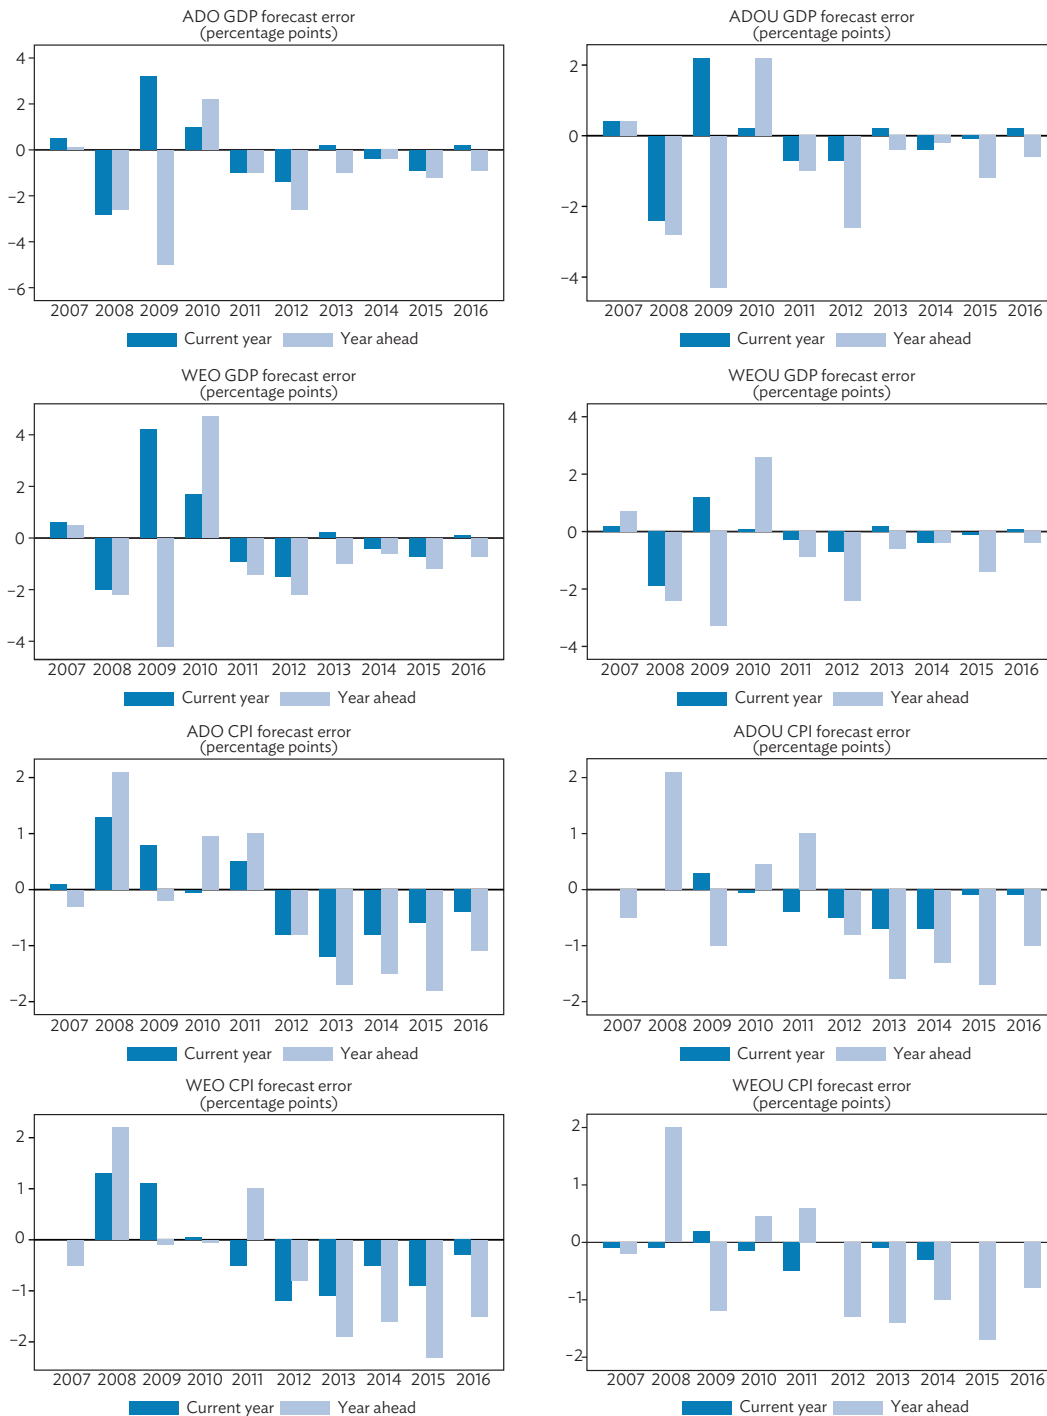 ADO GDP forecast error
(percentage points)
4
2
0
−2
−4
−6
2007 2008 2009 2010 2011 2012 2013 2014 2015 2016
Current year Year ahead
ADOU GDP forecast error
(percentage points)
2
0
−2
−4
2007 2008 2009 2010 2011 2012 2013 2014 2015 2016
Current year Year ahead
WEO GDP forecast error
(percentage points)
4
2
0
−2
−4
2007 2008 2009 2010 2011 2012 2013 2014 2015 2016
Current year Year ahead
WEOU GDP forecast error
(percentage points)
4
2
0
−2
−4
2007 2008 2009 2010 2011 2012 2013 2014 2015 2016
Current year Year ahead
ADO CPI forecast error
(percentage points)
2
1
0
−1
−2
2007 2008 2009 2010 2011 2012 2013 2014 2015 2016
Current year Year ahead
ADOU CPI forecast error
(percentage points)
2
1
0
−1
−2
2007 2008 2009 2010 2011 2012 2013 2014 2015 2016
Current year Year ahead
WEO CPI forecast error
(percentage points)
2
1
0
−1
−2
2007 2008 2009 2010 2011 2012 2013 2014 2015 2016
Current year Year ahead
WEOU CPI forecast error
(percentage points)
2
1
0
−1
−2
2007 2008 2009 2010 2011 2012 2013 2014 2015 2016
Current year Year ahead